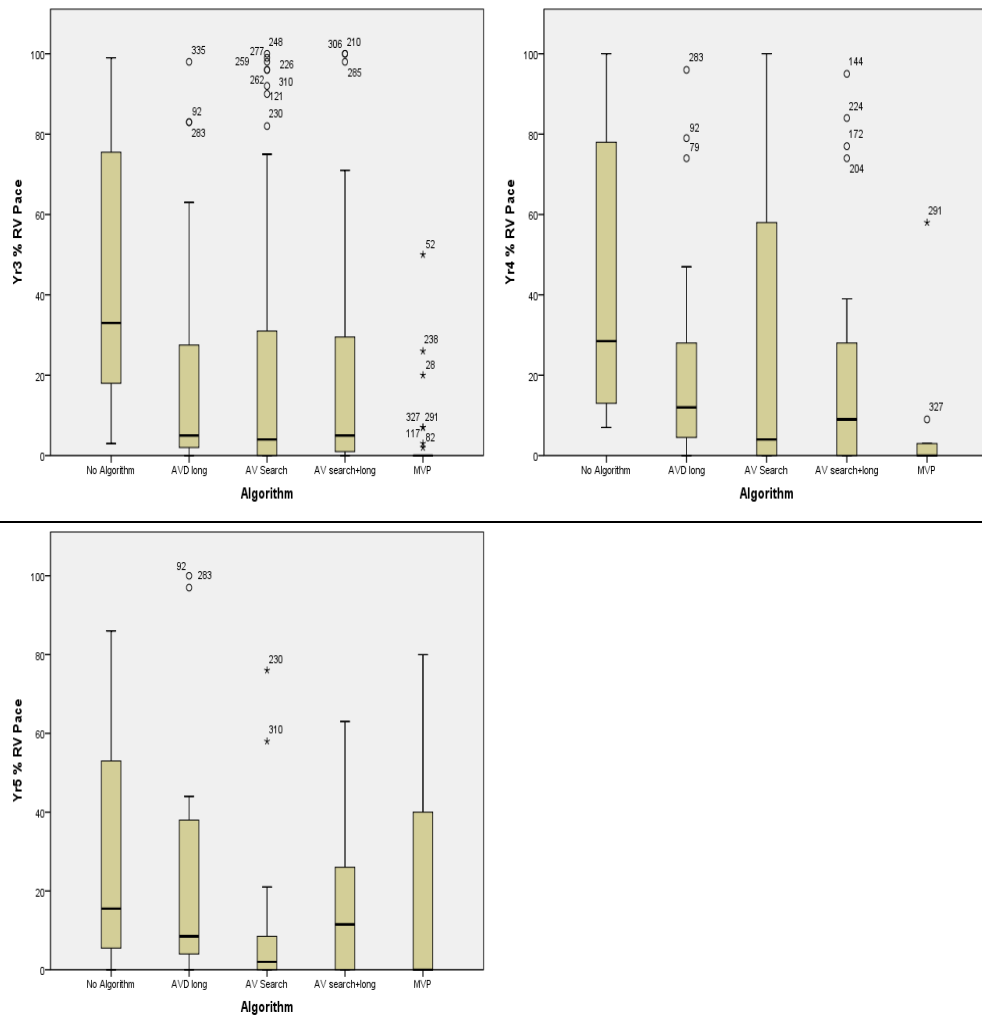 Yr3 % RV Pace
100
80
60
40
20
0
335
92
283
248
277
259
226
262
310
121
230
306
210
285
52
238
28
327
291
117
82
No Algorithm
AVD long
AV Search
AV search+long
MVP
Algorithm
Yr4 % RV Pace
100
80
60
40
20
0
283
92
79
144
224
172
204
291
327
No Algorithm
AVD long
AV Search
AV search+long
MVP
Algorithm
Yr5 % RV Pace
100
80
60
40
20
0
92
283
230
310
No Algorithm
AVD long
AV Search
AV search+long
MVP
Algorithm